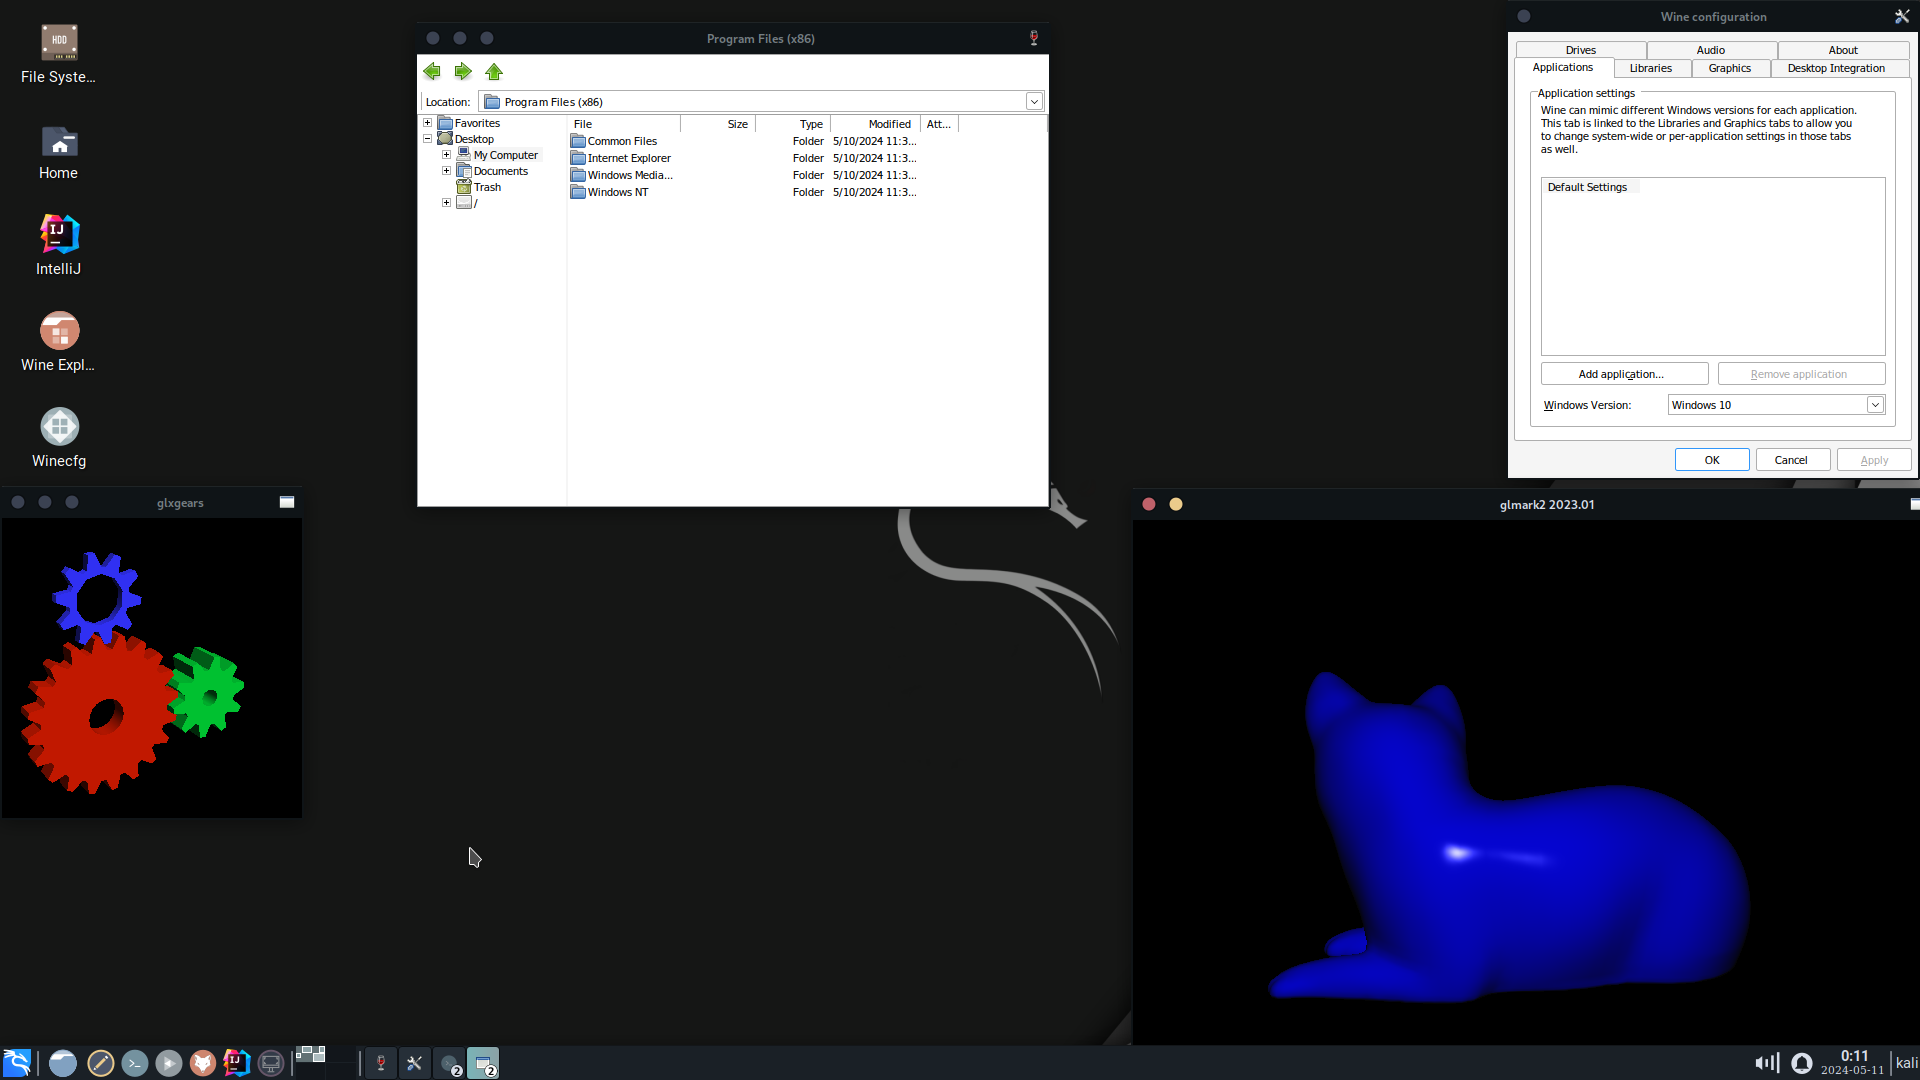 HDD
File Syste...
Home
IJ
IntelliJ
Wine Expl...
Winecfg
Program Files (x86)
Location: Program Files (x86)
Favorites
Desktop
My Computer
Documents
Trash
/
File Size Type Modified Att...
Common Files Folder 5/10/2024 11:3...
Internet Explorer Folder 5/10/2024 11:3...
Windows Media... Folder 5/10/2024 11:3...
Windows NT Folder 5/10/2024 11:3...
Wine configuration
Drives Audio About
Applications Libraries Graphics Desktop Integration
Application settings
Wine can mimic different Windows versions for each application.
This tab is linked to the Libraries and Graphics tabs to allow you
to change system-wide or per-application settings in those tabs
as well.
Default Settings
Add application... Remove application
Windows Version: Windows 10
OK Cancel Apply
glxgears
glmark2 2023.01
IJ
2
2
0:11
2024-05-11
kali